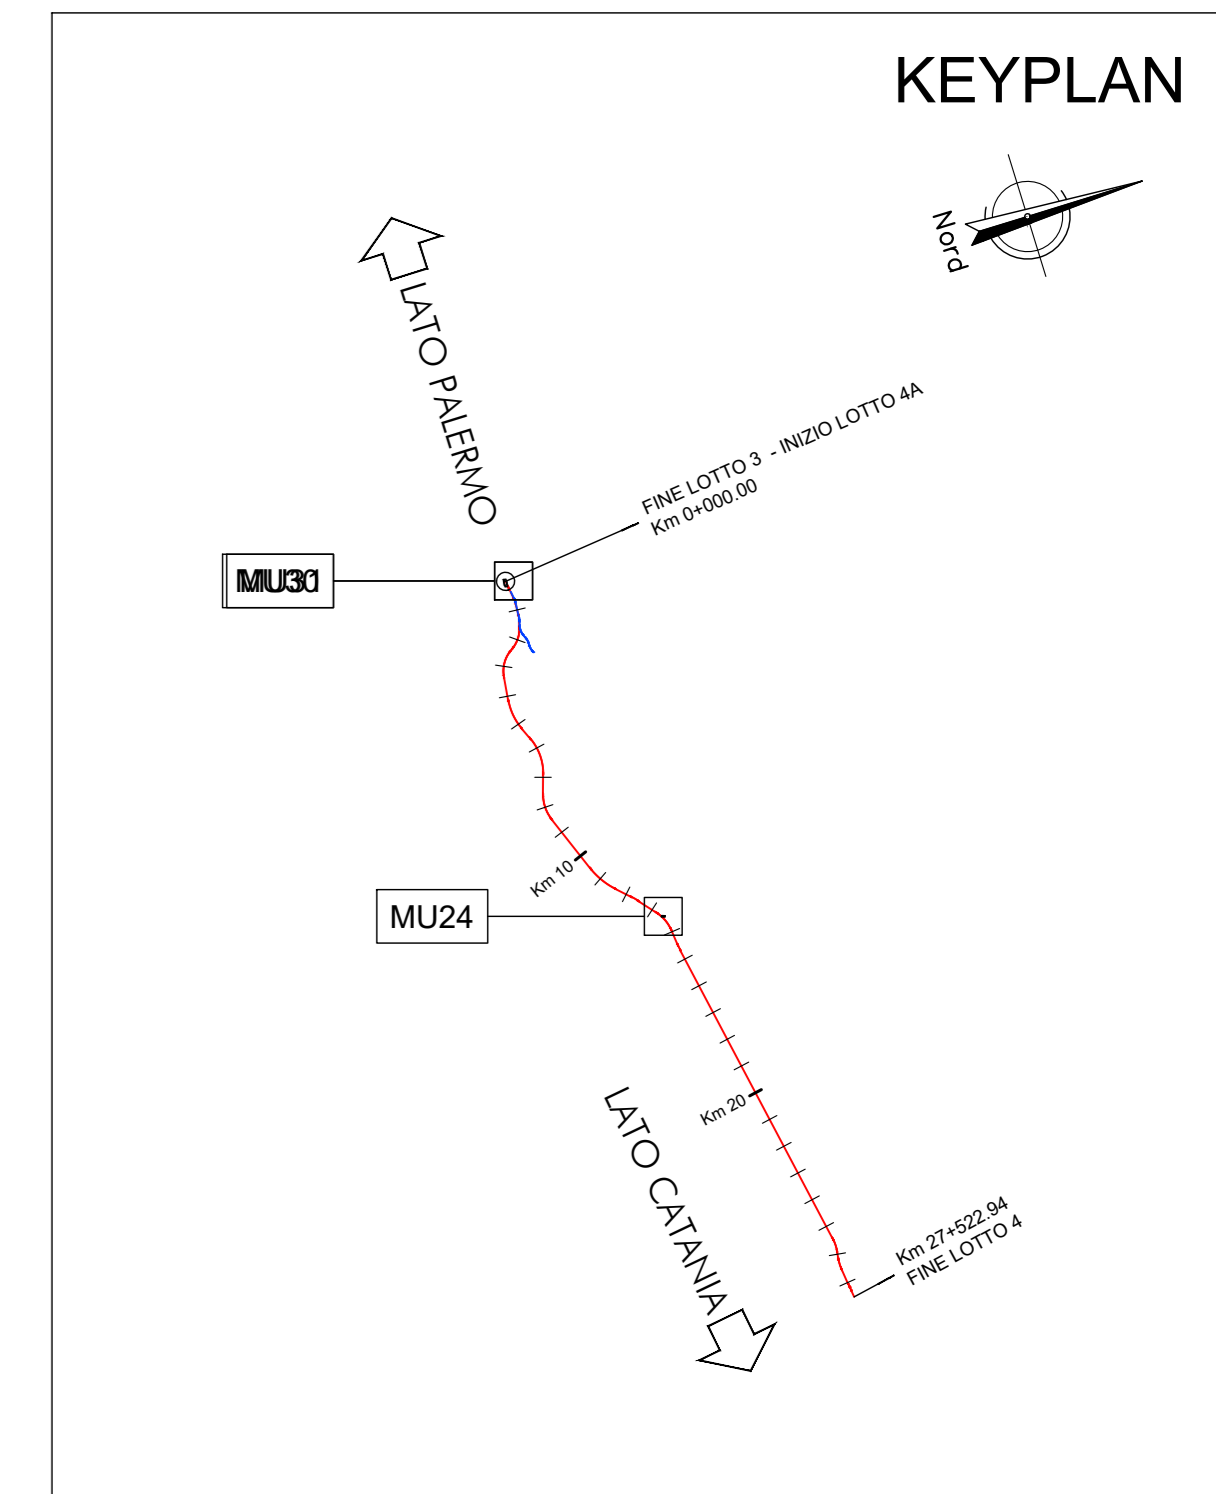 KEYPLAN
Nord
LATO PALERMO
FINE LOTTO 3 - INIZIO LOTTO 4A
Km 0+000.00
Km 10
MU24
Km 20
LATO CATANIA
Km 27+522.94
FINE LOTTO 4